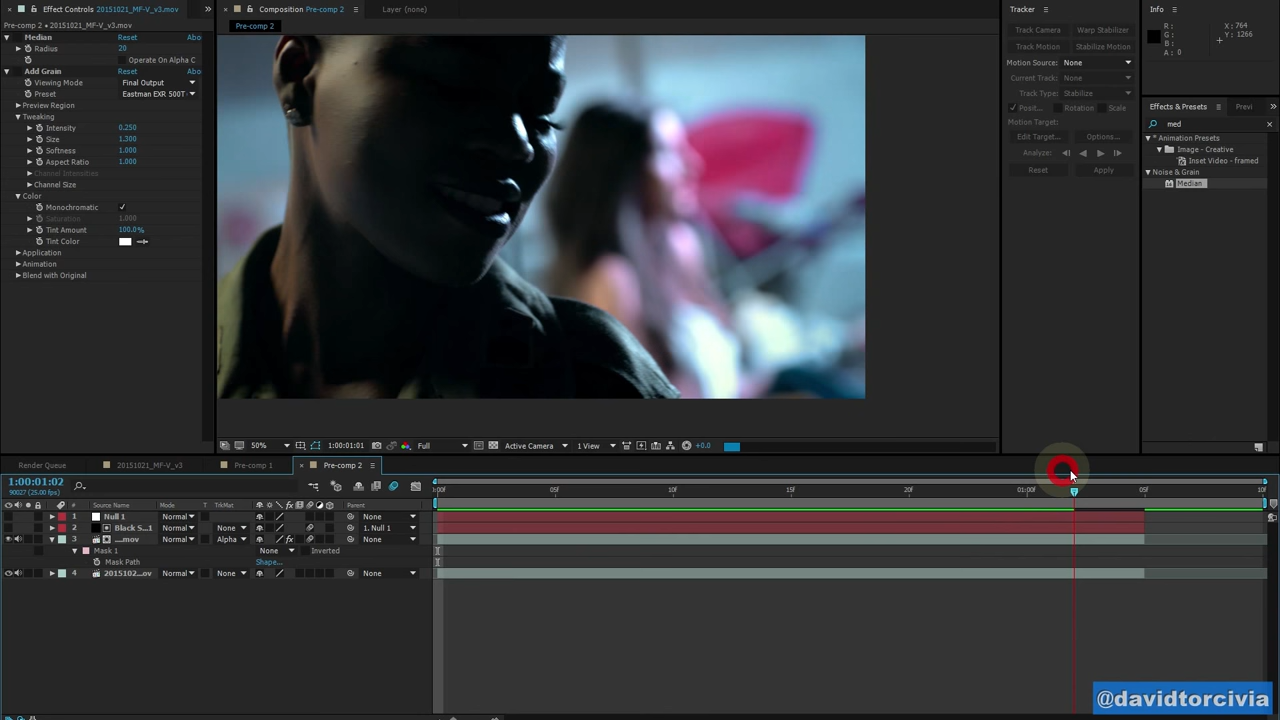 Effect Controls 20151021_MF-V_v3.mov
Pre-comp 2 • 20151021_MF-V_v3.mov
Median Reset Abo
Radius 20
Operate On Alpha C
Add Grain Reset Abo
Viewing Mode Final Output
Preset Eastman EXR 500T
Preview Region
Tweaking
Intensity 0.250
Size 1.300
Softness 1.000
Aspect Ratio 1.000
Channel Intensities
Channel Size
Color
Monochromatic
Saturation 1.000
Tint Amount 100.0%
Tint Color
Application
Animation
Blend with Original
Composition Pre-comp 2
Layer (none)
Pre-comp 2
50% 1:00:01:01 Full Active Camera 1 View +0.0
Tracker
Track Camera Warp Stabilizer
Track Motion Stabilize Motion
Motion Source: None
Current Track: None
Track Type: Stabilize
Posit... Rotation Scale
Motion Target:
Edit Target... Options...
Analyze:
Reset Apply
Info
R: X: 764
G: Y: 1266
B:
A: 0
Effects & Presets Previ
med
* Animation Presets
Image - Creative
Inset Video - framed
Noise & Grain
Median
Render Queue 20151021_MF-V_v3 Pre-comp 1 Pre-comp 2
1:00:01:02
90027 (25.00 fps)
:00F 05F 10F 15F 20F 01:00F 05F 10F
# Source Name Mode T TrkMat Parent
1 Null 1 Normal None
2 Black S...1 Normal None 1. Null 1
3 ....mov Normal Alpha None
Mask 1 None Inverted
Mask Path Shape...
4 2015102...ov Normal None None
@davidtorcivia